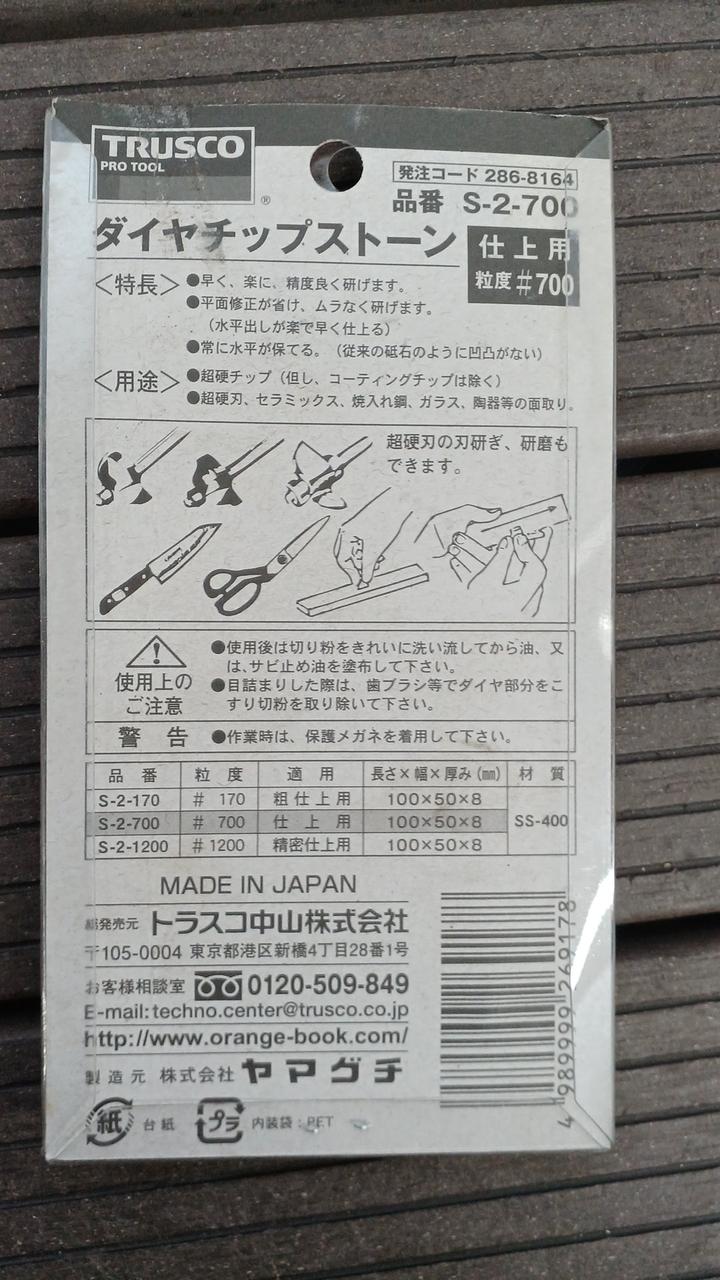 TRUSCO
PRO TOOL
®
発注コード 286-8164
品番 S-2-700
ダイヤチップストーン
仕上用
粒度#700
<特長>●早く、楽に、精度良く研げます。
●平面修正が省け、ムラなく研げます。
(水平出しが楽で早く仕上る)
●常に水平が保てる。(従来の砥石のように凹凸がない)
<用途>●超硬チップ(但し、コーティングチップは除く)
●超硬刃、セラミックス、焼入れ鋼、ガラス、陶器等の面取り。
超硬刃の刃研ぎ、研磨も
できます。
使用上の
ご注意
●使用後は切り粉をきれいに洗い流してから油、又
は、サビ止め油を塗布して下さい。
●目詰まりした際は、歯ブラシ等でダイヤ部分をこ
すり切粉を取り除いて下さい。
警告 ●作業時は、保護メガネを着用して下さい。
品番 粒度 適用 長さ×幅×厚み(㎜) 材質
S-2-170 #170 粗仕上用 100×50×8
S-2-700 #700 仕上用 100×50×8 SS-400
S-2-1200 #1200 精密仕上用 100×50×8
MADE IN JAPAN
発売元 トラスコ中山株式会社
〒105-0004 東京都港区新橋4丁目28番1号
お客様相談室 0120-509-849
E-mail:techno.center@trusco.co.jp
http://www.orange-book.com/
製造元 株式会社ヤマグチ
4 989999 269178
紙 台紙 プラ 内装袋:PET